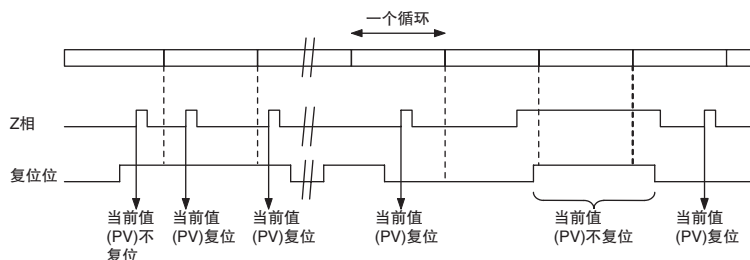 一个循环
Z相
复位位
当前值
(PV)不
复位
当前值
(PV)复位
当前值
(PV)复位
当前值
(PV)复位
当前值
(PV)不复位
当前值
(PV)复位